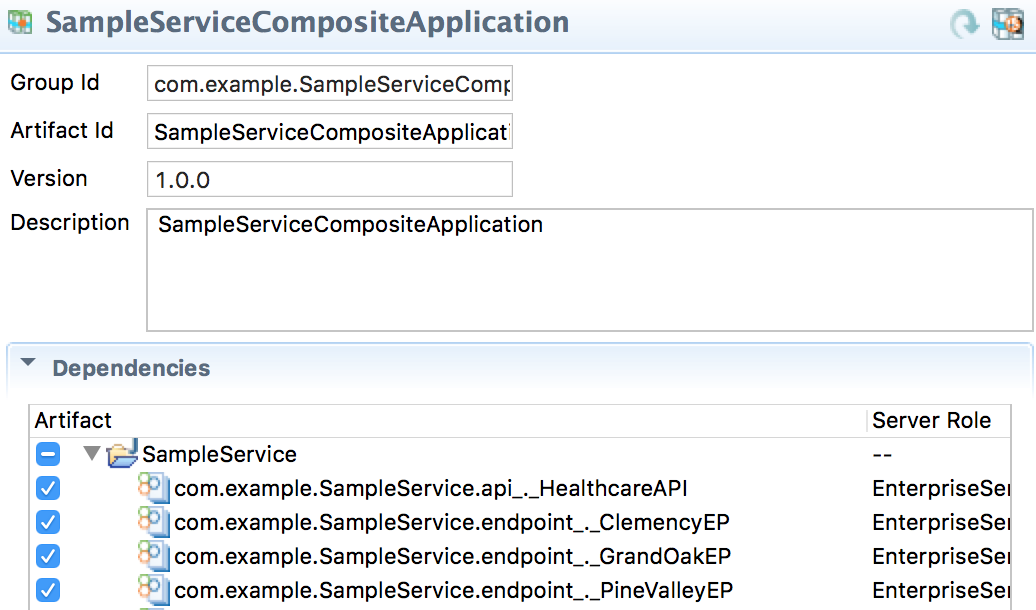 SampleServiceCompositeApplication
Group Id com.example.SampleServiceComp
Artifact Id SampleServiceCompositeApplicat
Version 1.0.0
Description SampleServiceCompositeApplication
Dependencies
Artifact Server Role
SampleService --
com.example.SampleService.api_._HealthcareAPI EnterpriseSer
com.example.SampleService.endpoint_._ClemencyEP EnterpriseSer
com.example.SampleService.endpoint_._GrandOakEP EnterpriseSer
com.example.SampleService.endpoint_._PineValleyEP EnterpriseSer